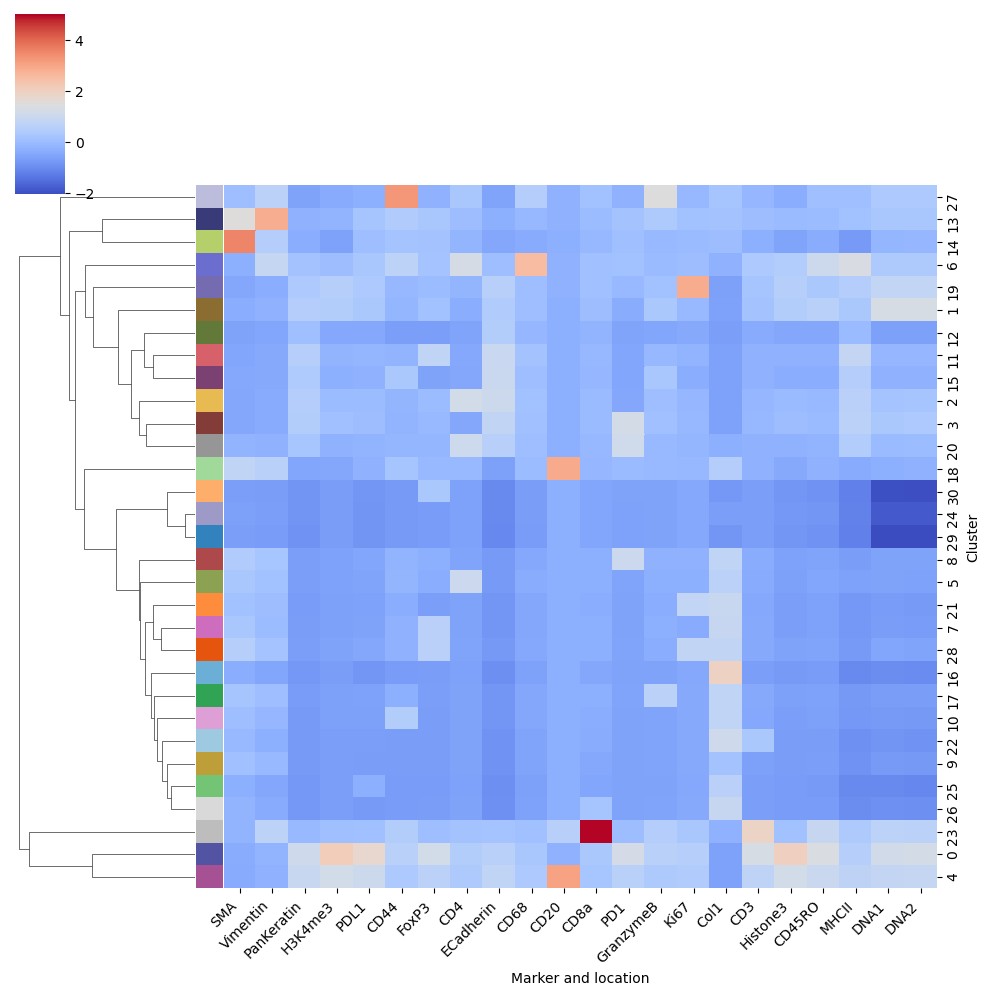 4
2
0
−2
27
13
14
6
19
1
12
11
15
2
3
20
18
30
24
29
8
5
21
7
28
16
17
10
22
9
25
26
23
0
4
Cluster
SMA
Vimentin
PanKeratin
H3K4me3
PDL1
CD44
FoxP3
CD4
ECadherin
CD68
CD20
CD8a
PD1
GranzymeB
Ki67
Col1
CD3
Histone3
CD45RO
MHCII
DNA1
DNA2
Marker and location